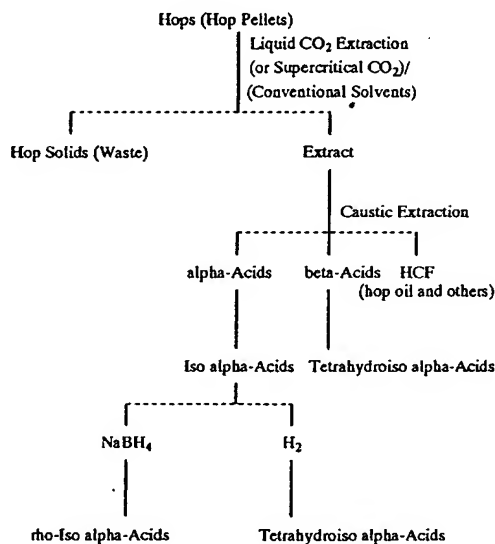 Hops (Hop Pellets)
Liquid CO₂ Extraction
(or Supercritical CO₂)/
(Conventional Solvents)
Hop Solids (Waste)
Extract
Caustic Extraction
alpha-Acids
beta-Acids
HCF
(hop oil and others)
Iso alpha-Acids
Tetrahydroiso alpha-Acids
NaBH₄
H₂
rho-Iso alpha-Acids
Tetrahydroiso alpha-Acids